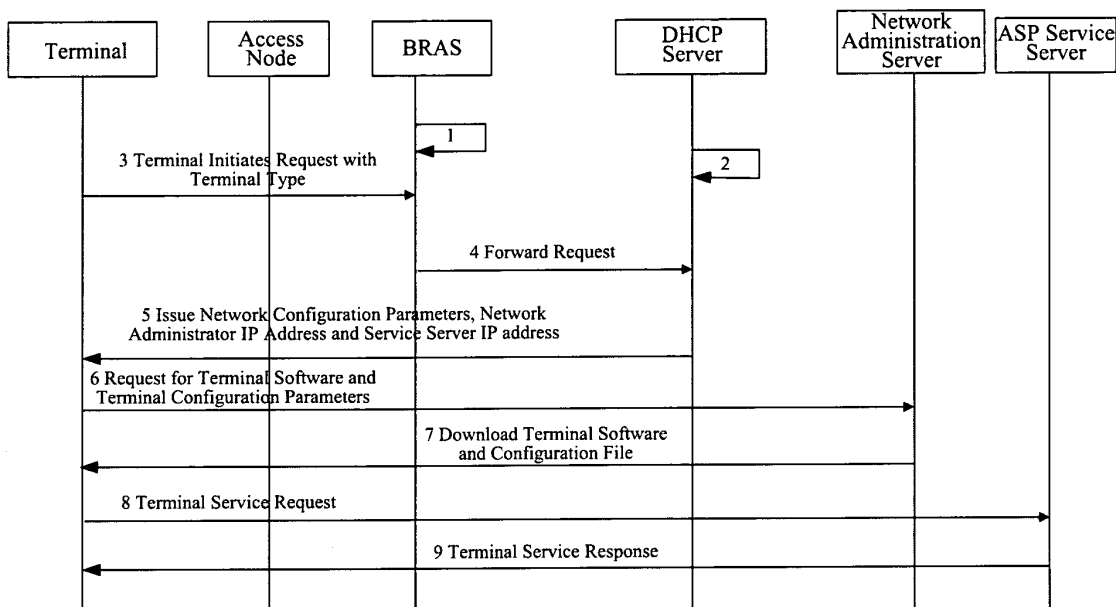 Terminal
Access
Node
BRAS
DHCP
Server
Network
Administration
Server
ASP Service
Server
1
2
3 Terminal Initiates Request with
Terminal Type
4 Forward Request
5 Issue Network Configuration Parameters, Network
Administrator IP Address and Service Server IP address
6 Request for Terminal Software and
Terminal Configuration Parameters
7 Download Terminal Software
and Configuration File
8 Terminal Service Request
9 Terminal Service Response